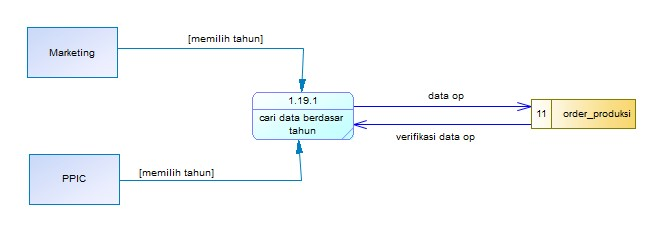 [memilih tahun]
Marketing
1.19.1
cari data berdasar
tahun
data op
11 order_produksi
verifikasi data op
PPIC
[memilih tahun]